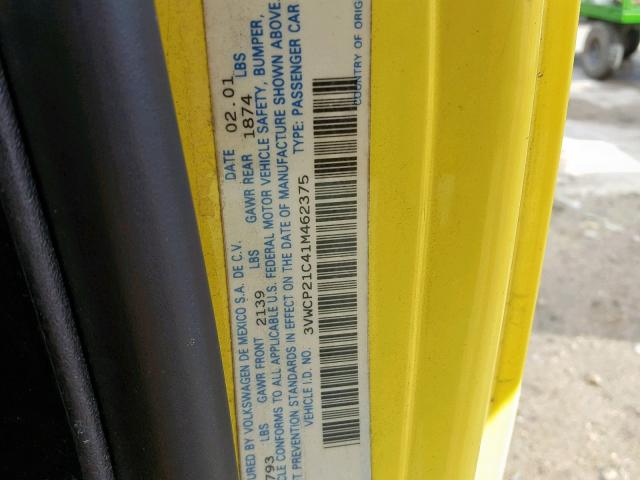 URED BY VOLKSWAGEN DE MEXICO S.A. DE C.V. DATE 02.01
793 LBS GAWR FRONT 2139 LBS GAWR REAR 1874 LBS
CLE CONFORMS TO ALL APPLICABLE U.S. FEDERAL MOTOR VEHICLE SAFETY, BUMPER,
T PREVENTION STANDARDS IN EFFECT ON THE DATE OF MANUFACTURE SHOWN ABOVE.
VEHICLE I.D. NO. 3VWCP21C41M462375 TYPE: PASSENGER CAR
COUNTRY OF ORIG